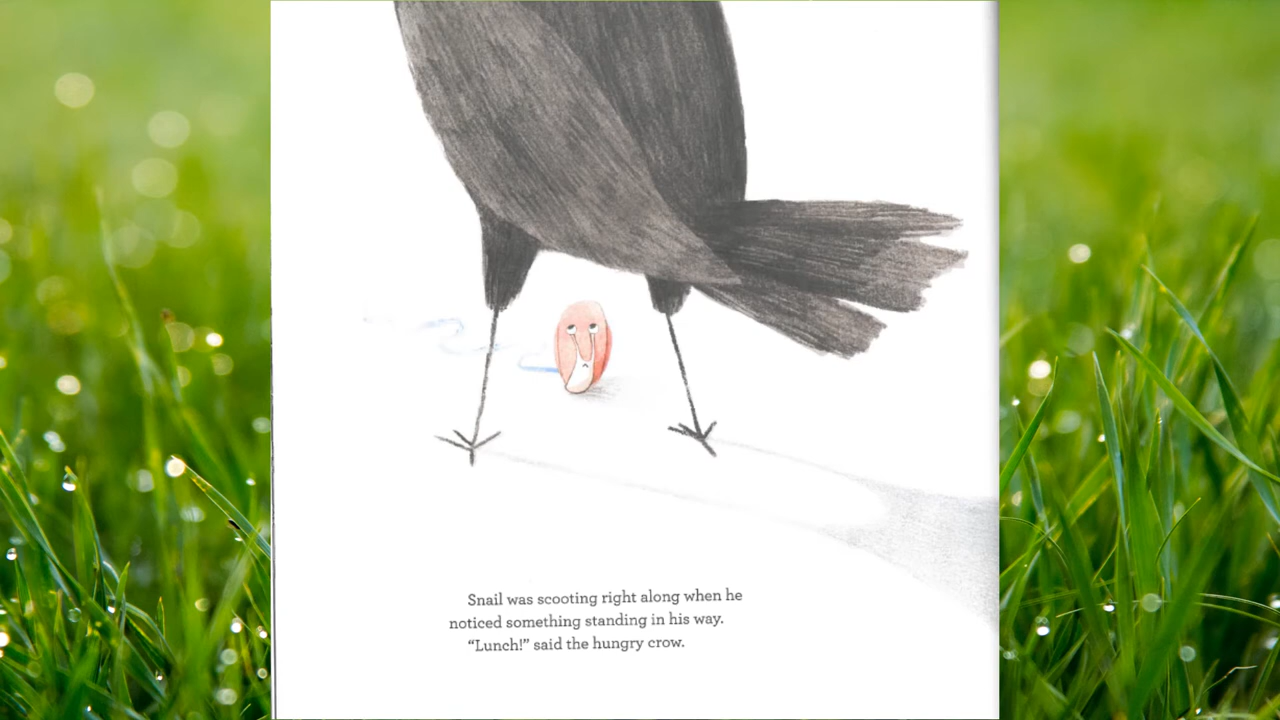 Snail was scooting right along when he
noticed something standing in his way.
“Lunch!” said the hungry crow.